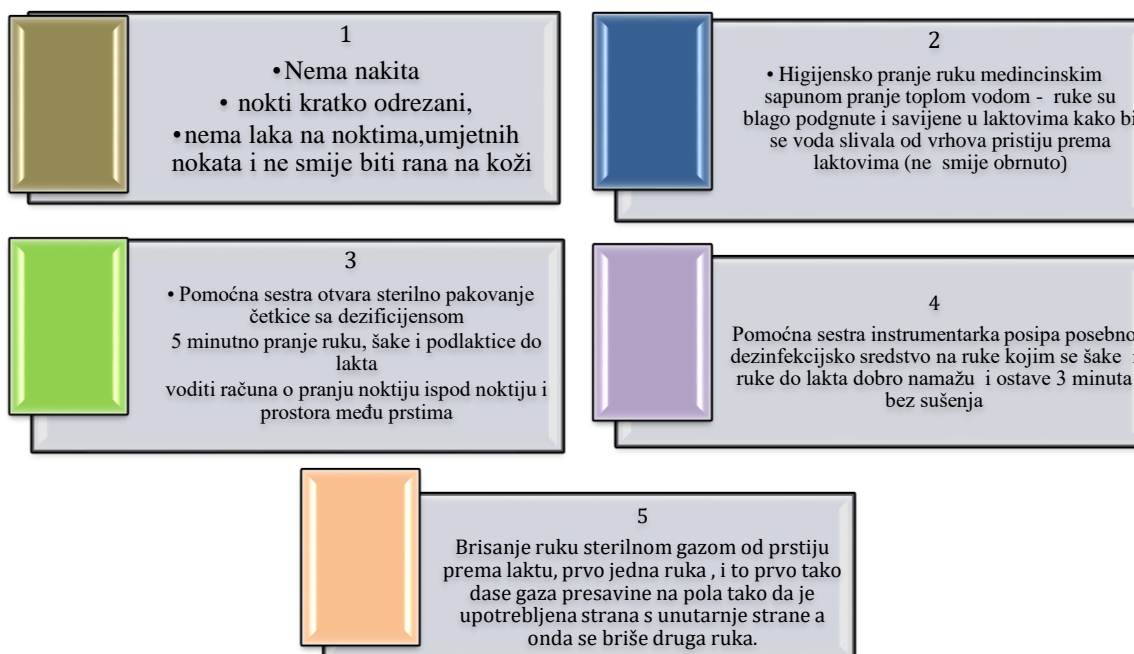 1
•Nema nakita
• nokti kratko odrezani,
•nema laka na noktima,umjetnih
nokata i ne smije biti rana na koži
2
• Higijensko pranje ruku medincinskim
sapunom pranje toplom vodom - ruke su
blago podgnute i savijene u laktovima kako bi
se voda slivala od vrhova pristiju prema
laktovima (ne smije obrnuto)
3
• Pomoćna sestra otvara sterilno pakovanje
četkice sa dezificijensom
5 minutno pranje ruku, šake i podlaktice do
lakta
voditi računa o pranju noktiju ispod noktiju i
prostora među prstima
4
Pomoćna sestra instrumentarka posipa posebno
dezinfekcijsko sredstvo na ruke kojim se šake
ruke do lakta dobro namažu i ostave 3 minuta
bez sušenja
5
Brisanje ruku sterilnom gazom od prstiju
prema laktu, prvo jedna ruka , i to prvo tako
dase gaza presavine na pola tako da je
upotrebljena strana s unutarnje strane a
onda se briše druga ruka.